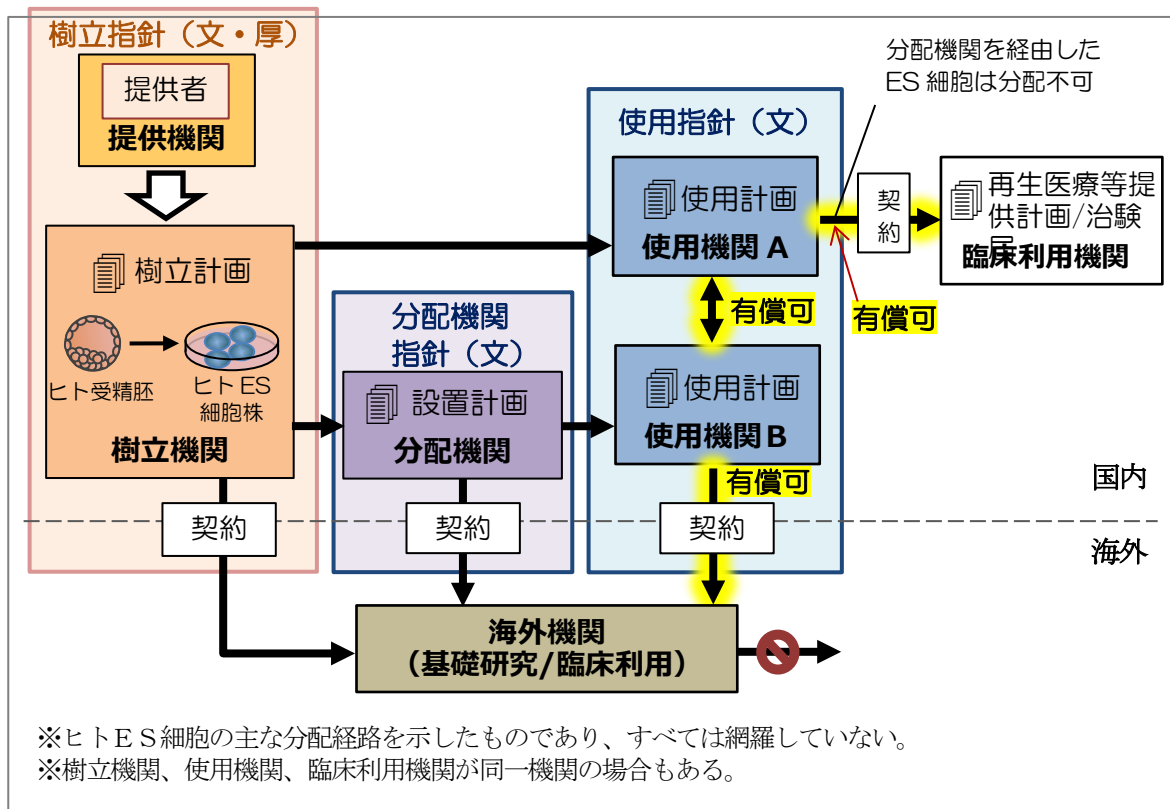 樹立指針（文・厚）
提供者
提供機関
樹立計画
ヒト受精胚
ヒト ES
細胞株
樹立機関
契約
分配機関
指針（文）
設置計画
分配機関
契約
使用指針（文）
使用計画
使用機関 A
有償可
使用計画
使用機関 B
有償可
契約
分配機関を経由した
ES 細胞は分配不可
契
約
有償可
再生医療等提
供計画/治験
臨床利用機関
国内
海外
海外機関
（基礎研究/臨床利用）
※ヒトＥＳ細胞の主な分配経路を示したものであり、すべては網羅していない。
※樹立機関、使用機関、臨床利用機関が同一機関の場合もある。